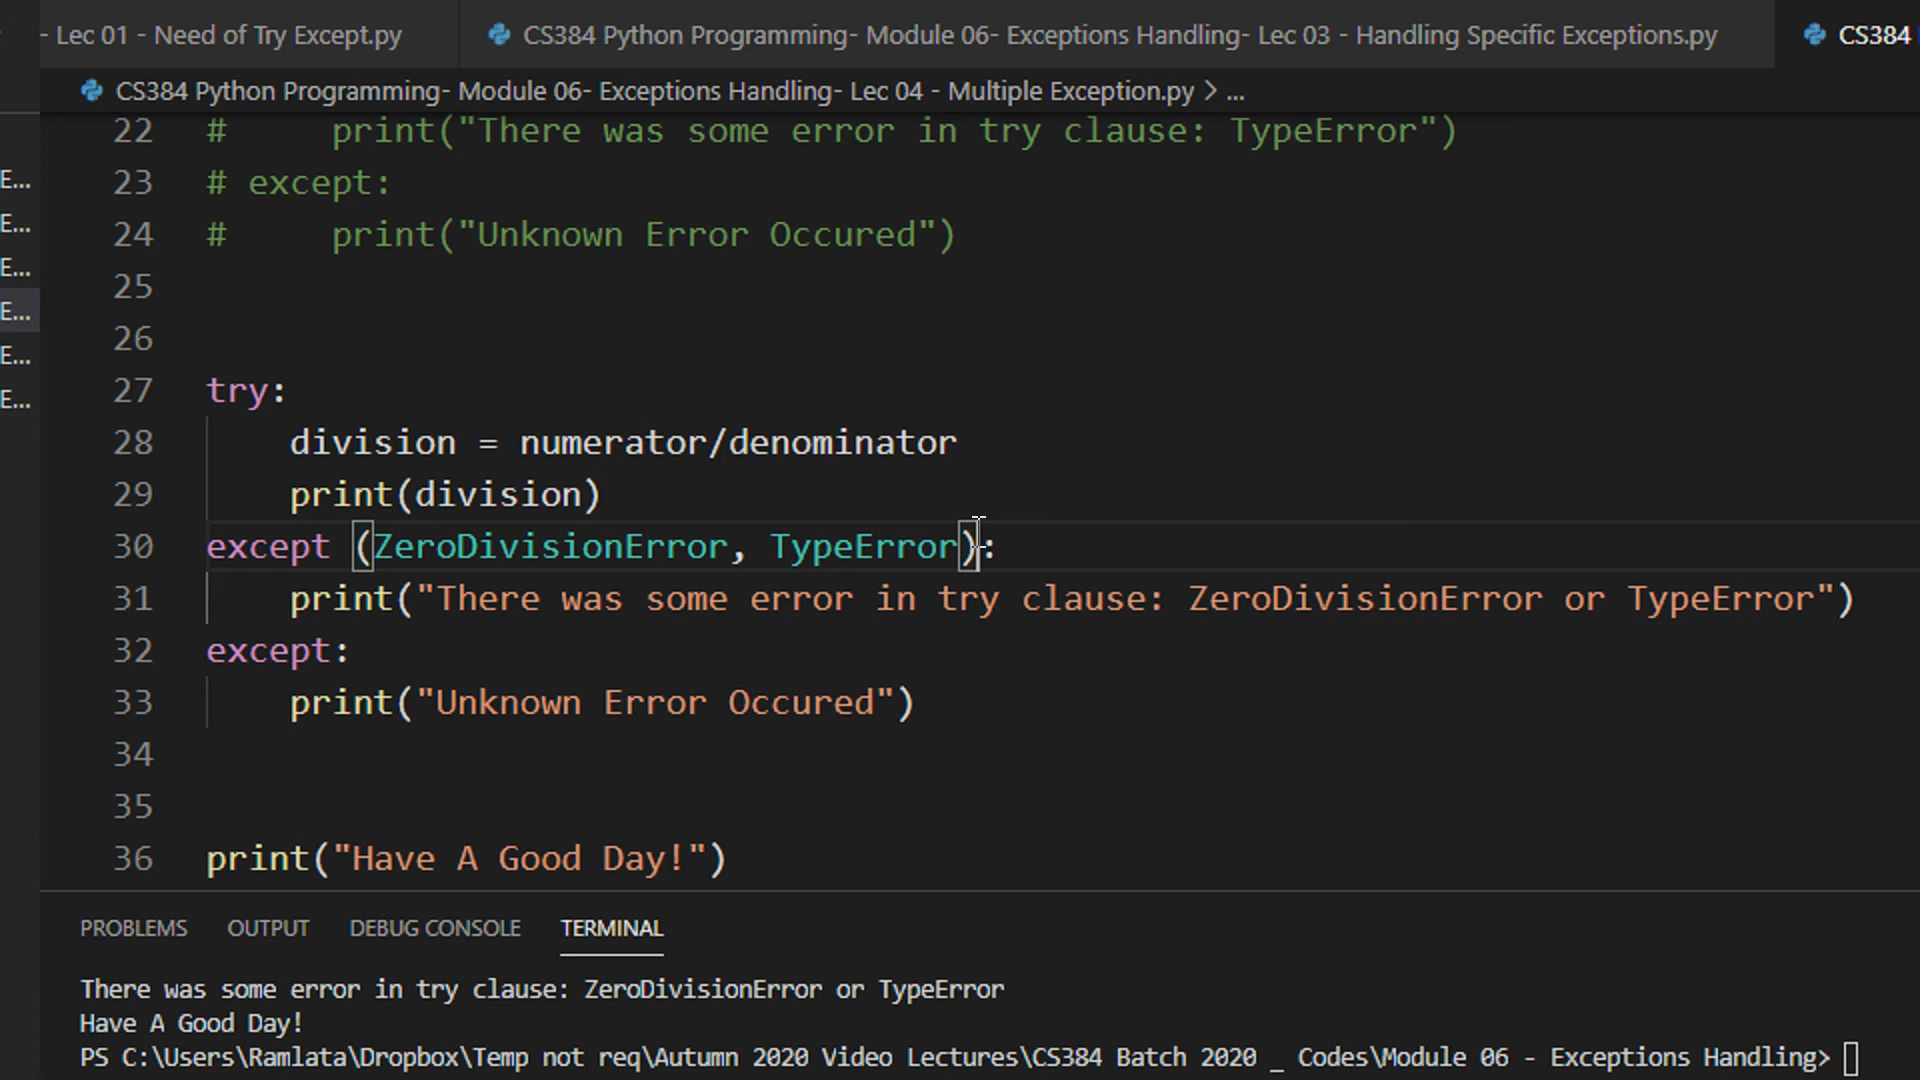 - Lec 01 - Need of Try Except.py
CS384 Python Programming- Module 06- Exceptions Handling- Lec 03 - Handling Specific Exceptions.py
CS384
CS384 Python Programming- Module 06- Exceptions Handling- Lec 04 - Multiple Exception.py > ...
E...
E...
E...
E...
E...
E...
22 #     print("There was some error in try clause: TypeError")
23 # except:
24 #     print("Unknown Error Occured")
25
26
27 try:
28     division = numerator/denominator
29     print(division)
30 except (ZeroDivisionError, TypeError):
31     print("There was some error in try clause: ZeroDivisionError or TypeError")
32 except:
33     print("Unknown Error Occured")
34
35
36 print("Have A Good Day!")
PROBLEMS OUTPUT DEBUG CONSOLE TERMINAL
There was some error in try clause: ZeroDivisionError or TypeError
Have A Good Day!
PS C:\Users\Ramlata\Dropbox\Temp not req\Autumn 2020 Video Lectures\CS384 Batch 2020 _ Codes\Module 06 - Exceptions Handling>